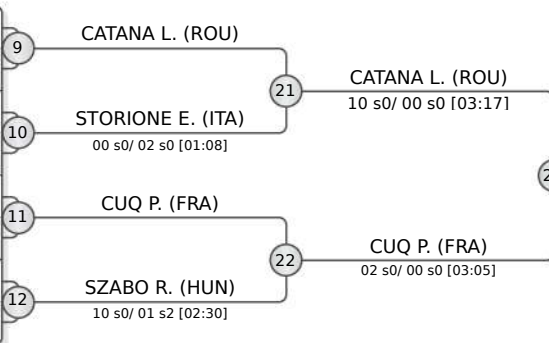 9
CATANA L. (ROU)
21
CATANA L. (ROU)
10 s0/ 00 s0 [03:17]
10
STORIONE E. (ITA)
00 s0/ 02 s0 [01:08]
11
CUQ P. (FRA)
22
CUQ P. (FRA)
02 s0/ 00 s0 [03:05]
12
SZABO R. (HUN)
10 s0/ 01 s2 [02:30]